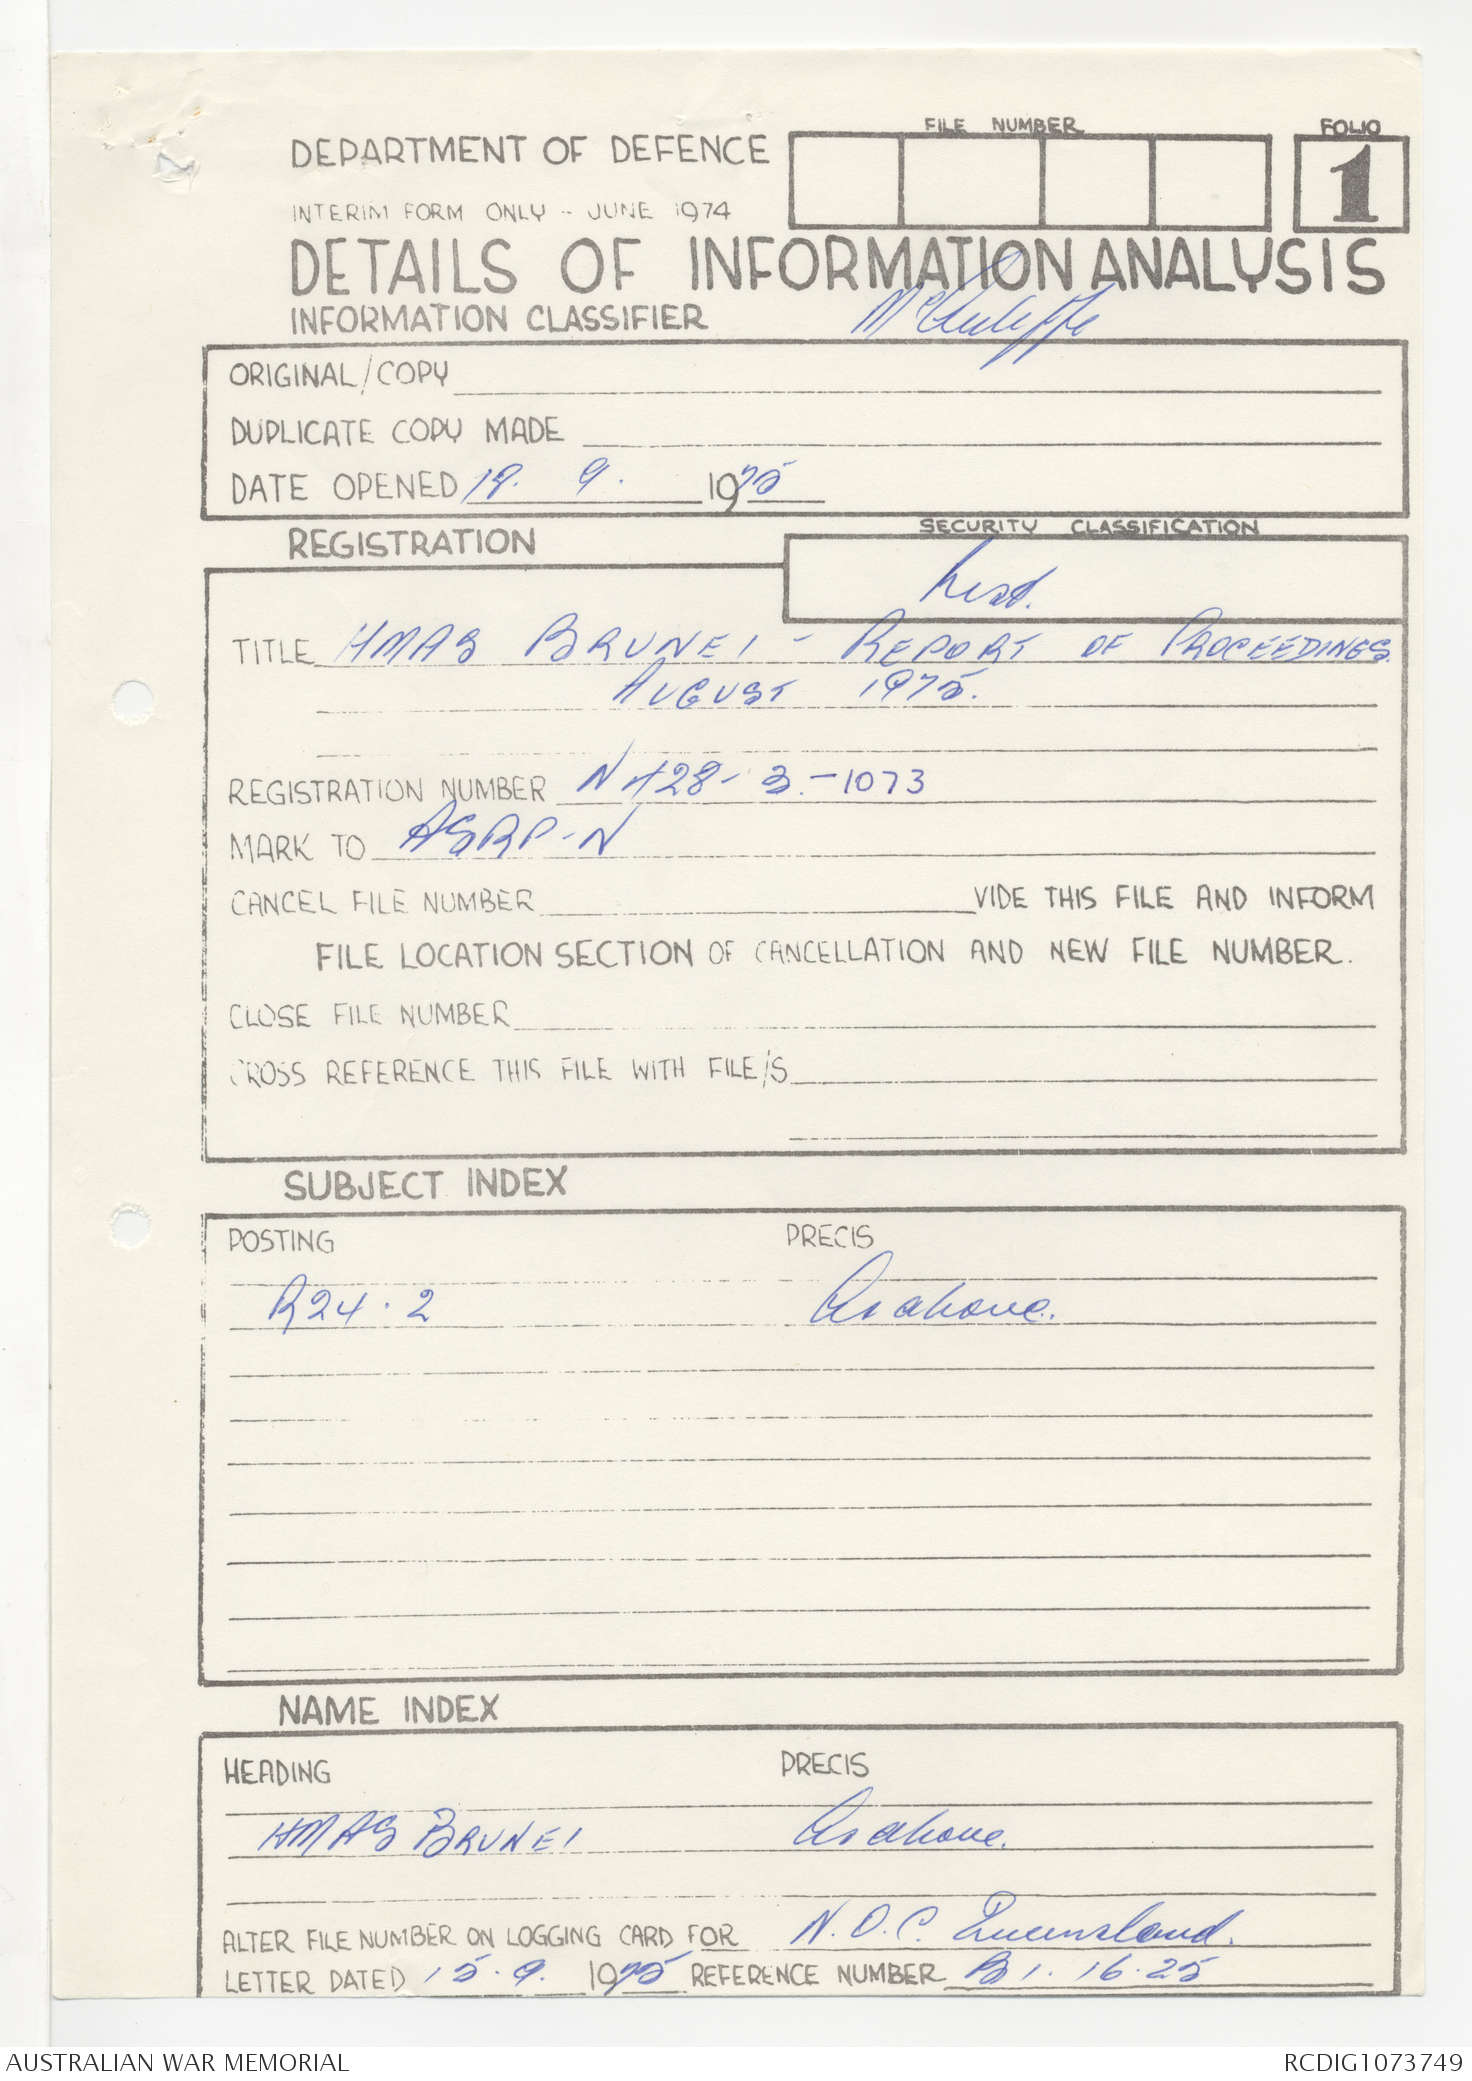 FILE NUMBER
FOLIO
DEPARTMENT OF DEFENCE
1
INTERIM FORM ONLY - JUNE 1974
DETAILS OF INFORMATION ANALYSIS
INFORMATION CLASSIFIER
ORIGINAL/COPY
DUPLICATE COPY MADE
DATE OPENED 18. 9. 1975
REGISTRATION
SECURITY CLASSIFICATION
TITLE HMAS BRUNEI - REPORT OF PROCEEDINGS
AUGUST 1975.
REGISTRATION NUMBER N428-3-1073
MARK TO ASRP-N
CANCEL FILE NUMBER VIDE THIS FILE AND INFORM
FILE LOCATION SECTION OF CANCELLATION AND NEW FILE NUMBER.
CLOSE FILE NUMBER
CROSS REFERENCE THIS FILE WITH FILE/S
SUBJECT INDEX
POSTING PRECIS
R24.2 As above.
NAME INDEX
HEADING PRECIS
HMAS BRUNEI As above.
ALTER FILE NUMBER ON LOGGING CARD FOR N.O.C. Queensland.
LETTER DATED 15.9. 1975 REFERENCE NUMBER B1.16.25
AUSTRALIAN WAR MEMORIAL
RCDIG1073749